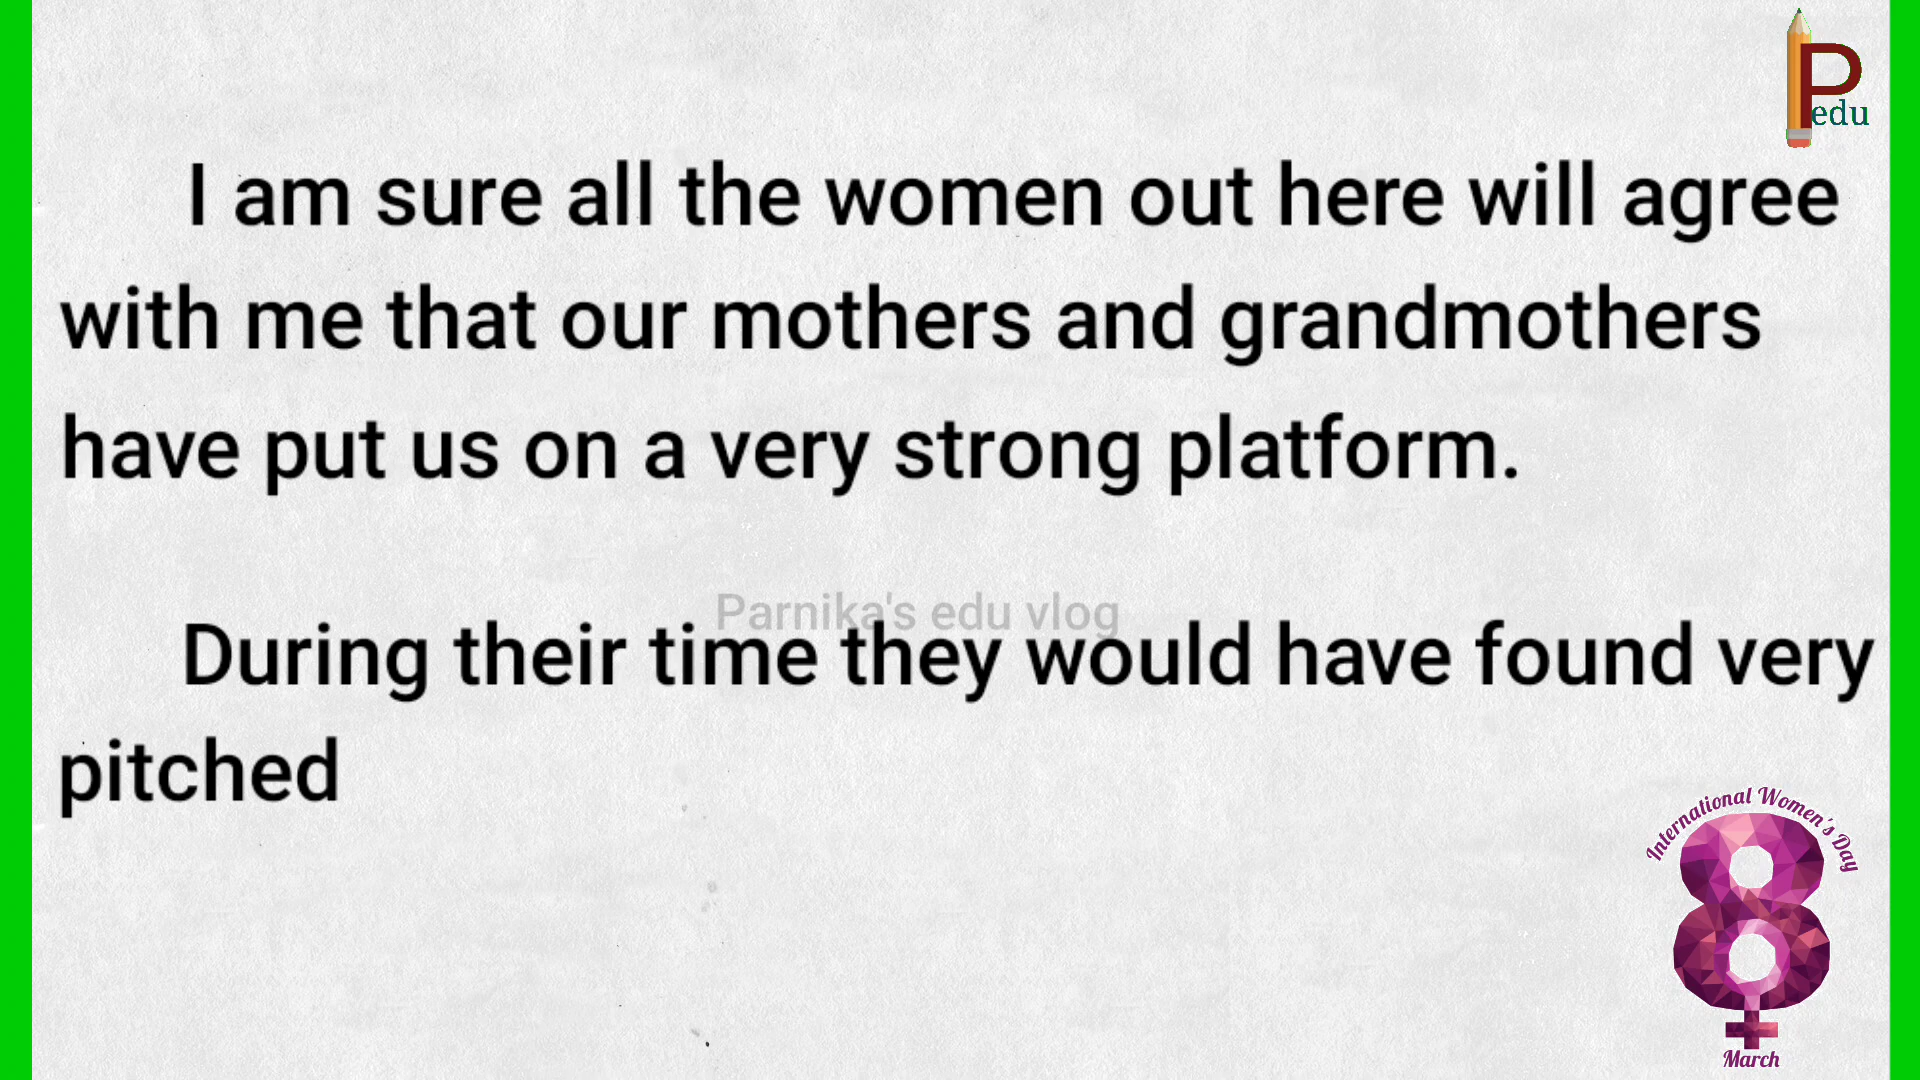 P
edu
I am sure all the women out here will agree
with me that our mothers and grandmothers
have put us on a very strong platform.
Parnika's edu vlog
During their time they would have found very
pitched
International Women's Day
8
March